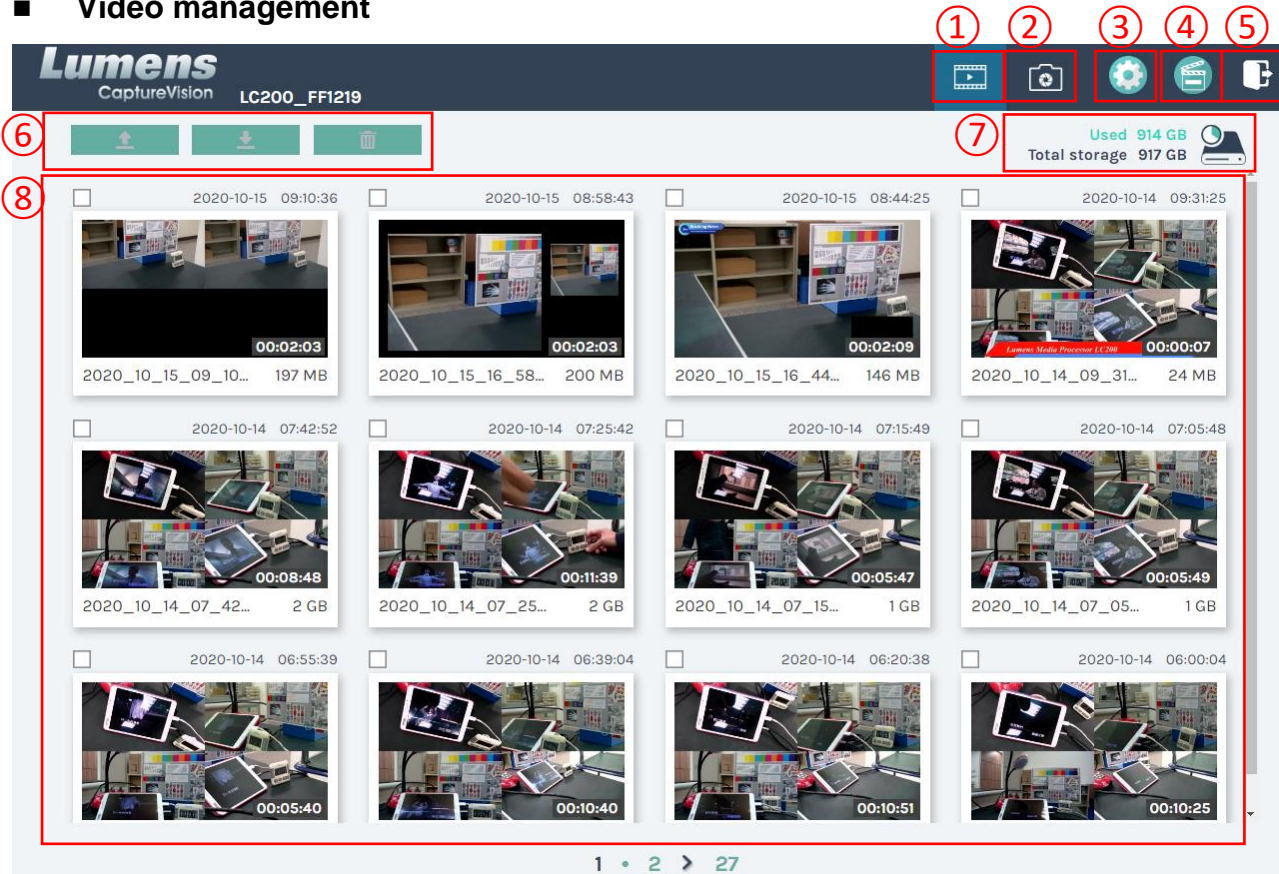 ■ Video management
① ② ③ ④ ⑤
Lumens
CaptureVision LC200_FF1219
⑥ ⑦ Used 914 GB
Total storage 917 GB
⑧
2020-10-15 09:10:36 2020-10-15 08:58:43 2020-10-15 08:44:25 2020-10-14 09:31:25
Lumens Media Processor LC200
00:02:03 00:02:03 00:02:09 00:00:07
2020_10_15_09_10... 197 MB 2020_10_15_16_58... 200 MB 2020_10_15_16_44... 146 MB 2020_10_14_09_31... 24 MB
2020-10-14 07:42:52 2020-10-14 07:25:42 2020-10-14 07:15:49 2020-10-14 07:05:48
00:08:48 00:11:39 00:05:47 00:05:49
2020_10_14_07_42... 2 GB 2020_10_14_07_25... 2 GB 2020_10_14_07_15... 1 GB 2020_10_14_07_05... 1 GB
2020-10-14 06:55:39 2020-10-14 06:39:04 2020-10-14 06:20:38 2020-10-14 06:00:04
00:05:40 00:10:40 00:10:51 00:10:25
1 • 2 > 27